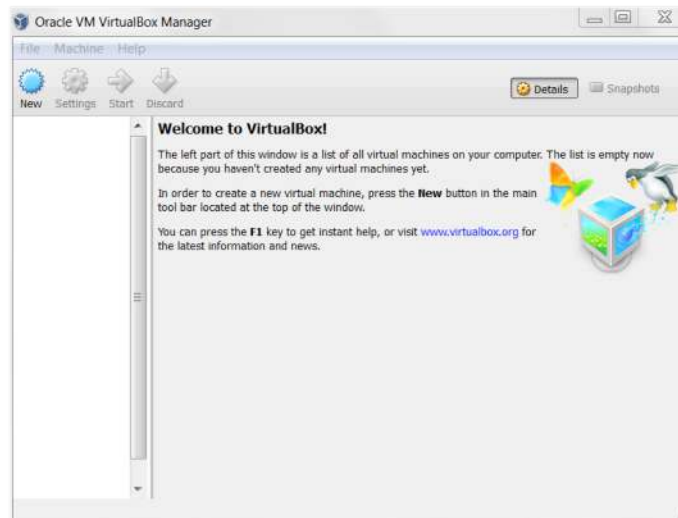 Oracle VM VirtualBox Manager
File Machine Help
New Settings Start Discard
Details Snapshots
Welcome to VirtualBox!
The left part of this window is a list of all virtual machines on your computer. The list is empty now
because you haven't created any virtual machines yet.
In order to create a new virtual machine, press the New button in the main
tool bar located at the top of the window.
You can press the F1 key to get instant help, or visit www.virtualbox.org for
the latest information and news.